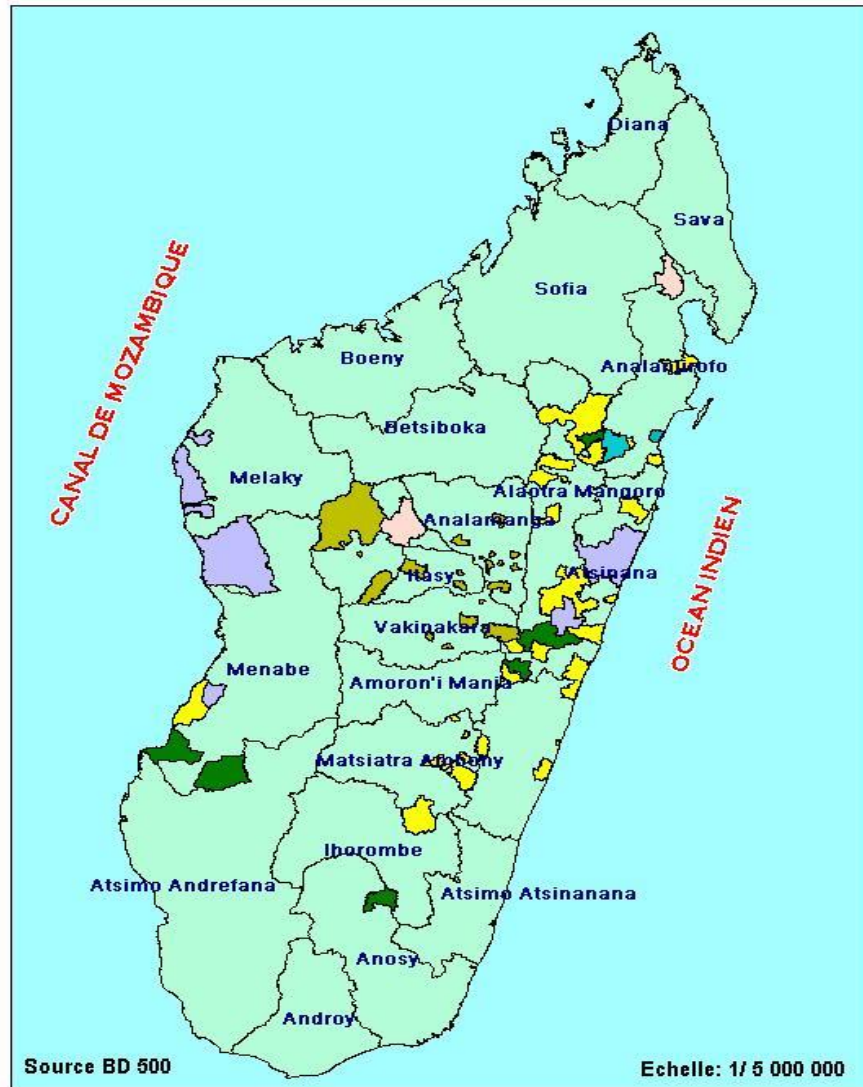 Diana
Sava
CANAL DE MOZAMBIQUE
Sofia
Boeny
Analanjirofo
Betsiboka
Melaky
Alaotra Mangoro
Analamanga
Itasy
Atsinana
OCEAN INDIEN
Vakinakara
Menabe
Amoron'i Mania
Matsiatra
Ihorombe
Atsimo Andrefana
Atsimo Atsinanana
Anosy
Androy
Source BD 500
Echelle: 1/ 5 000 000